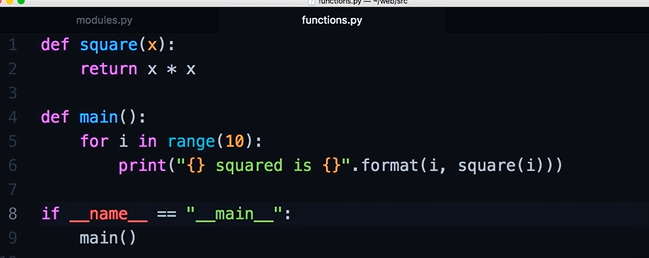 functions.py — ~/web/src
modules.py
functions.py
1 def square(x):
2     return x * x
3
4 def main():
5     for i in range(10):
6         print("{} squared is {}".format(i, square(i)))
7
8 if __name__ == "__main__":
9     main()